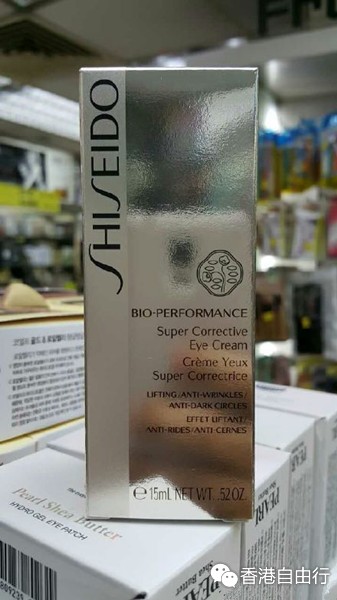 SHISEIDO
BIO-PERFORMANCE
Super Corrective
Eye Cream
Crème Yeux
Super Correctrice
LIFTING/ANTI-WRINKLES/
ANTI-DARK CIRCLES
EFFET LIFTANT/
ANTI-RIDES/ANTI-CERNES
℮ 15mL NET WT. .52 OZ.
Pearl Shea Butter
HYDRO GEL EYE PATCH
PEARL
香港自由行